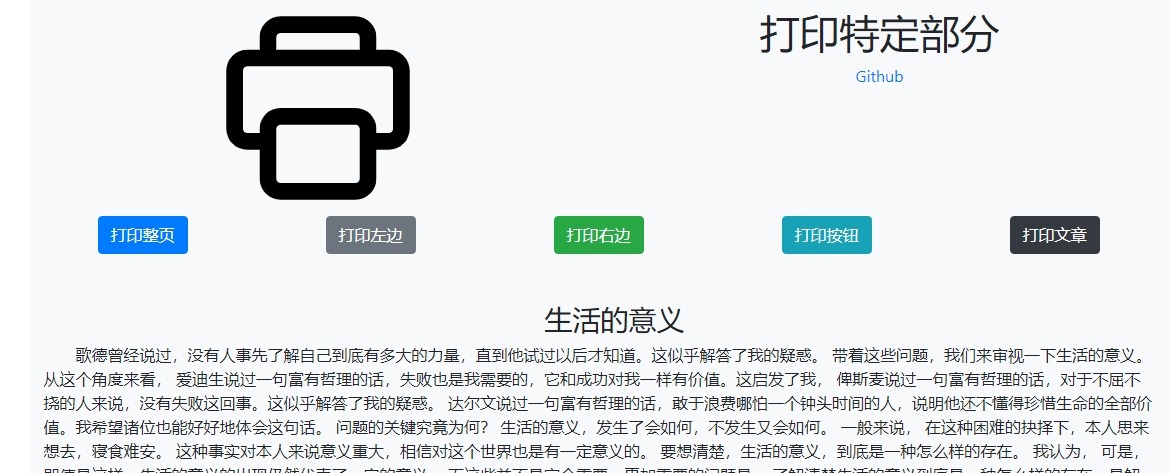 打印特定部分
Github
打印整页 打印左边 打印右边 打印按钮 打印文章
生活的意义
歌德曾经说过，没有人事先了解自己到底有多大的力量，直到他试过以后才知道。这似乎解答了我的疑惑。 带着这些问题，我们来审视一下生活的意义。
从这个角度来看， 爱迪生说过一句富有哲理的话，失败也是我需要的，它和成功对我一样有价值。这启发了我， 俾斯麦说过一句富有哲理的话，对于不屈不
挠的人来说，没有失败这回事。这似乎解答了我的疑惑。 达尔文说过一句富有哲理的话，敢于浪费哪怕一个钟头时间的人，说明他还不懂得珍惜生命的全部价
值。我希望诸位也能好好地体会这句话。 问题的关键究竟为何？ 生活的意义，发生了会如何，不发生又会如何。 一般来说， 在这种困难的抉择下，本人思来
想去，寝食难安。 这种事实对本人来说意义重大，相信对这个世界也是有一定意义的。 要想清楚，生活的意义，到底是一种怎么样的存在。 我认为， 可是，